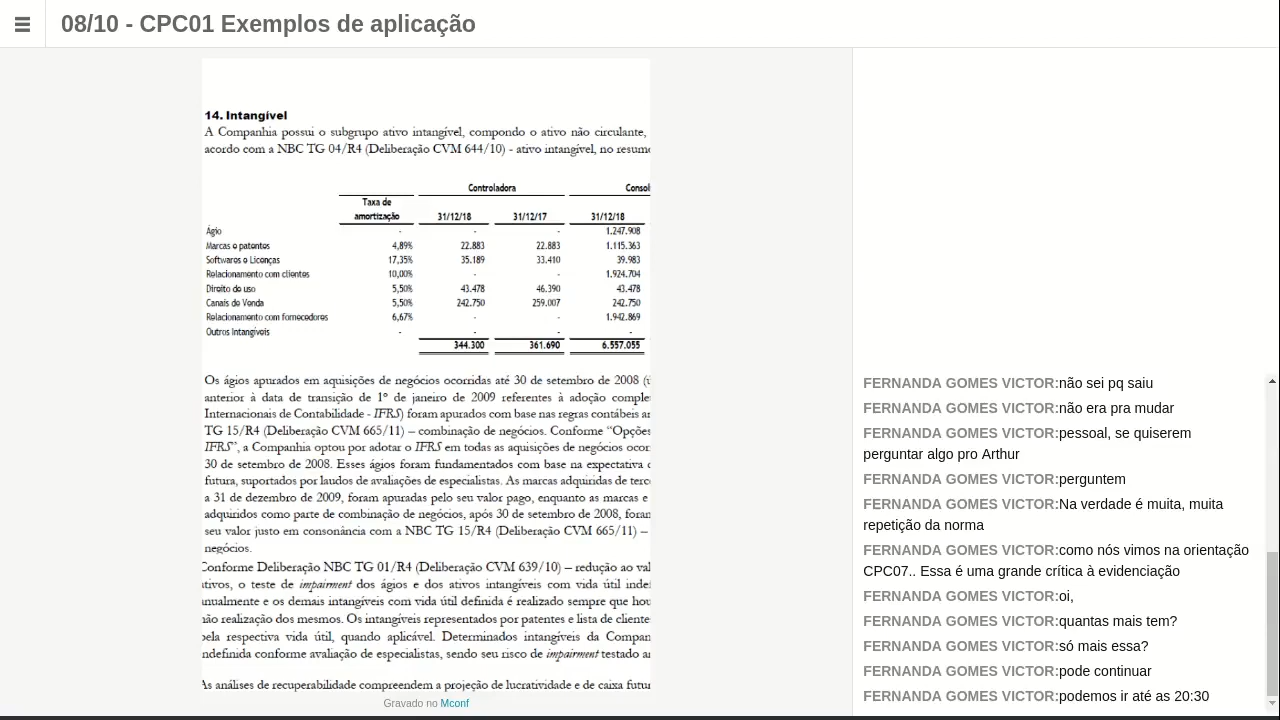 08/10 - CPC01 Exemplos de aplicação
14. Intangível
A Companhia possui o subgrupo ativo intangível, compondo o ativo não circulante,
acordo com a NBC TG 04/R4 (Deliberação CVM 644/10) - ativo intangível, no resumo
Controladora Consol
Taxa de
amortização 31/12/18 31/12/17 31/12/18
Ágio - - - 1.247.908
Marcas e patentes 4,89% 22.883 22.883 1.115.363
Softwares e Licenças 17,35% 35.189 33.410 39.983
Relacionamento com clientes 10,00% - - 1.924.704
Direito de uso 5,50% 43.478 46.390 43.478
Canais de Venda 5,50% 242.750 259.007 242.750
Relacionamento com fornecedores 6,67% - - 1.942.869
Outros Intangíveis - - - -
344.300 361.690 6.557.055
Os ágios apurados em aquisições de negócios ocorridas até 30 de setembro de 2008 (
anterior à data de transição de 1º de janeiro de 2009 referentes à adoção comple
Internacionais de Contabilidade - IFRS) foram apurados com base nas regras contábeis an
TG 15/R4 (Deliberação CVM 665/11) – combinação de negócios. Conforme “Opções
IFRS”, a Companhia optou por adotar o IFRS em todas as aquisições de negócios ocor
30 de setembro de 2008. Esses ágios foram fundamentados com base na expectativa d
futura, suportados por laudos de avaliações de especialistas. As marcas adquiridas de terc
a 31 de dezembro de 2009, foram apuradas pelo seu valor pago, enquanto as marcas e
adquiridos como parte de combinação de negócios, após 30 de setembro de 2008, foram
seu valor justo em consonância com a NBC TG 15/R4 (Deliberação CVM 665/11) –
negócios.
Conforme Deliberação NBC TG 01/R4 (Deliberação CVM 639/10) – redução ao val
ativos, o teste de impairment dos ágios e dos ativos intangíveis com vida útil inde
anualmente e os demais intangíveis com vida útil definida é realizado sempre que hou
não realização dos mesmos. Os intangíveis representados por patentes e lista de cliente
pela respectiva vida útil, quando aplicável. Determinados intangíveis da Compan
indefinida conforme avaliação de especialistas, sendo seu risco de impairment testado an
As análises de recuperabilidade compreendem a projeção de lucratividade e de caixa futur
Gravado no Mconf
FERNANDA GOMES VICTOR:não sei pq saiu
FERNANDA GOMES VICTOR:não era pra mudar
FERNANDA GOMES VICTOR:pessoal, se quiserem
perguntar algo pro Arthur
FERNANDA GOMES VICTOR:perguntem
FERNANDA GOMES VICTOR:Na verdade é muita, muita
repetição da norma
FERNANDA GOMES VICTOR:como nós vimos na orientação
CPC07.. Essa é uma grande crítica à evidenciação
FERNANDA GOMES VICTOR:oi,
FERNANDA GOMES VICTOR:quantas mais tem?
FERNANDA GOMES VICTOR:só mais essa?
FERNANDA GOMES VICTOR:pode continuar
FERNANDA GOMES VICTOR:podemos ir até as 20:30